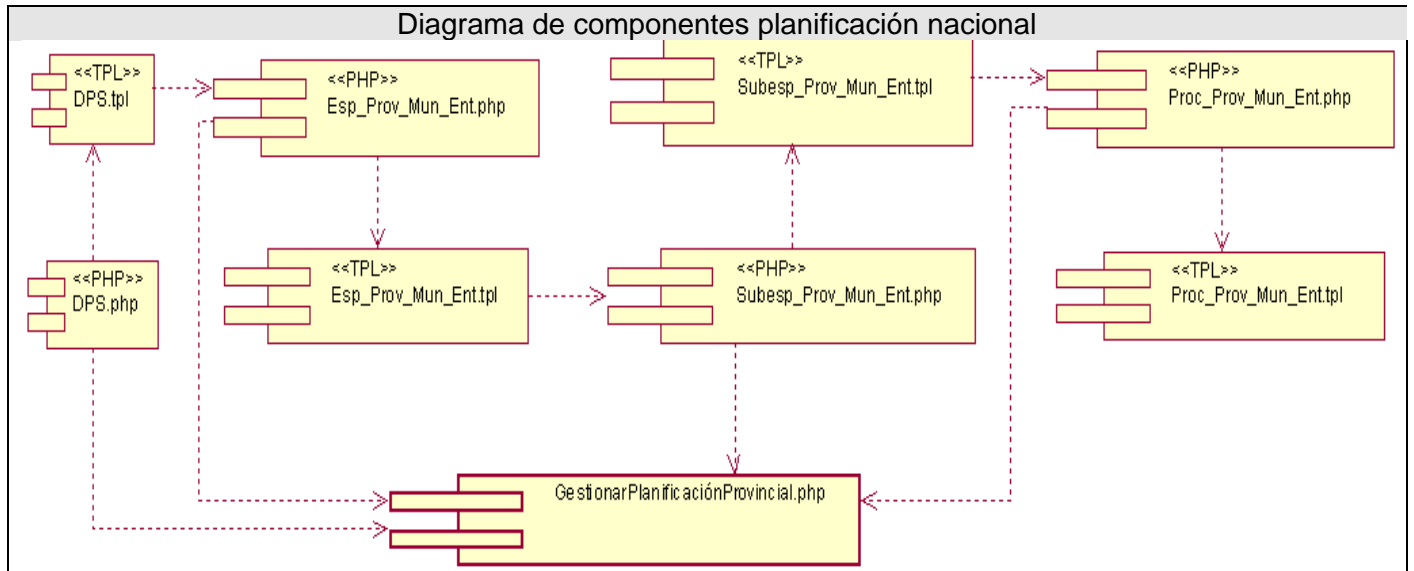 Diagrama de componentes planificación nacional
<<TPL>>
DPS.tpl
<<PHP>>
Esp_Prov_Mun_Ent.php
<<TPL>>
Subesp_Prov_Mun_Ent.tpl
<<PHP>>
Proc_Prov_Mun_Ent.php
<<PHP>>
DPS.php
<<TPL>>
Esp_Prov_Mun_Ent.tpl
<<PHP>>
Subesp_Prov_Mun_Ent.php
<<TPL>>
Proc_Prov_Mun_Ent.tpl
GestionarPlanificaciónProvincial.php